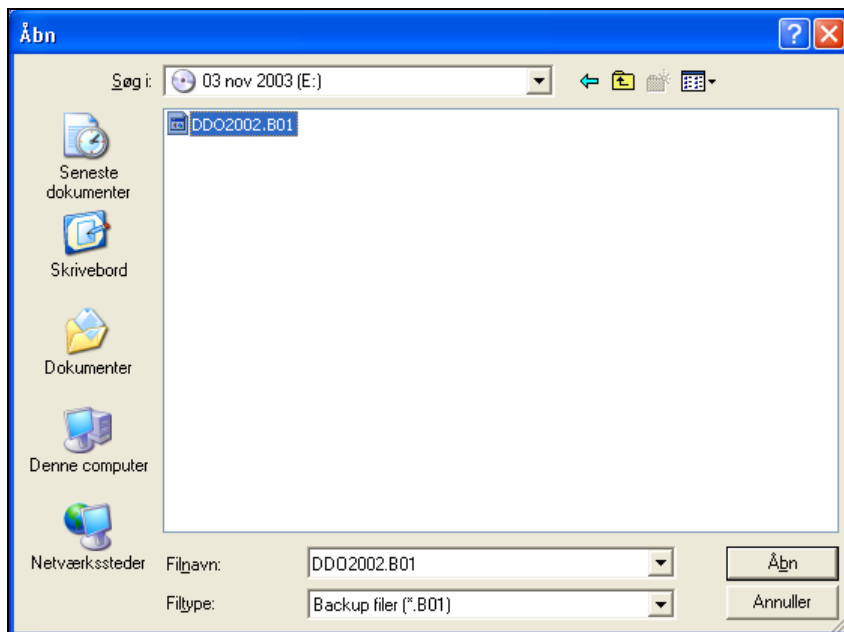 Åbn
Søg i: 03 nov 2003 (E:)
DDO2002.B01
Seneste
dokumenter
Skrivebord
Dokumenter
Denne computer
Netværkssteder
Filnavn: DDO2002.B01 Åbn
Filtype: Backup filer (*.B01) Annuller